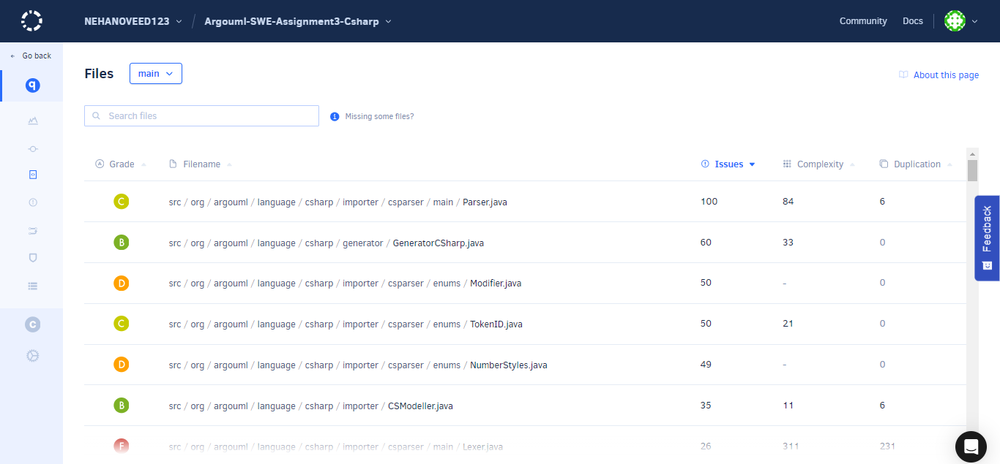 NEHANOVEED123 / Argouml-SWE-Assignment3-Csharp Community Docs
Go back
Files main About this page
q
Search files Missing some files?
Grade Filename Issues Complexity Duplication
C src / org / argouml / language / csharp / importer / csparser / main / Parser.java 100 84 6
B src / org / argouml / language / csharp / generator / GeneratorCSharp.java 60 33 0
Feedback
D src / org / argouml / language / csharp / importer / csparser / enums / Modifier.java 50 - 0
C src / org / argouml / language / csharp / importer / csparser / enums / TokenID.java 50 21 0
C
D src / org / argouml / language / csharp / importer / csparser / enums / NumberStyles.java 49 - 0
B src / org / argouml / language / csharp / importer / CSModeller.java 35 11 6
F src / org / argouml / language / csharp / importer / csparser / main / Lexer.java 26 311 231